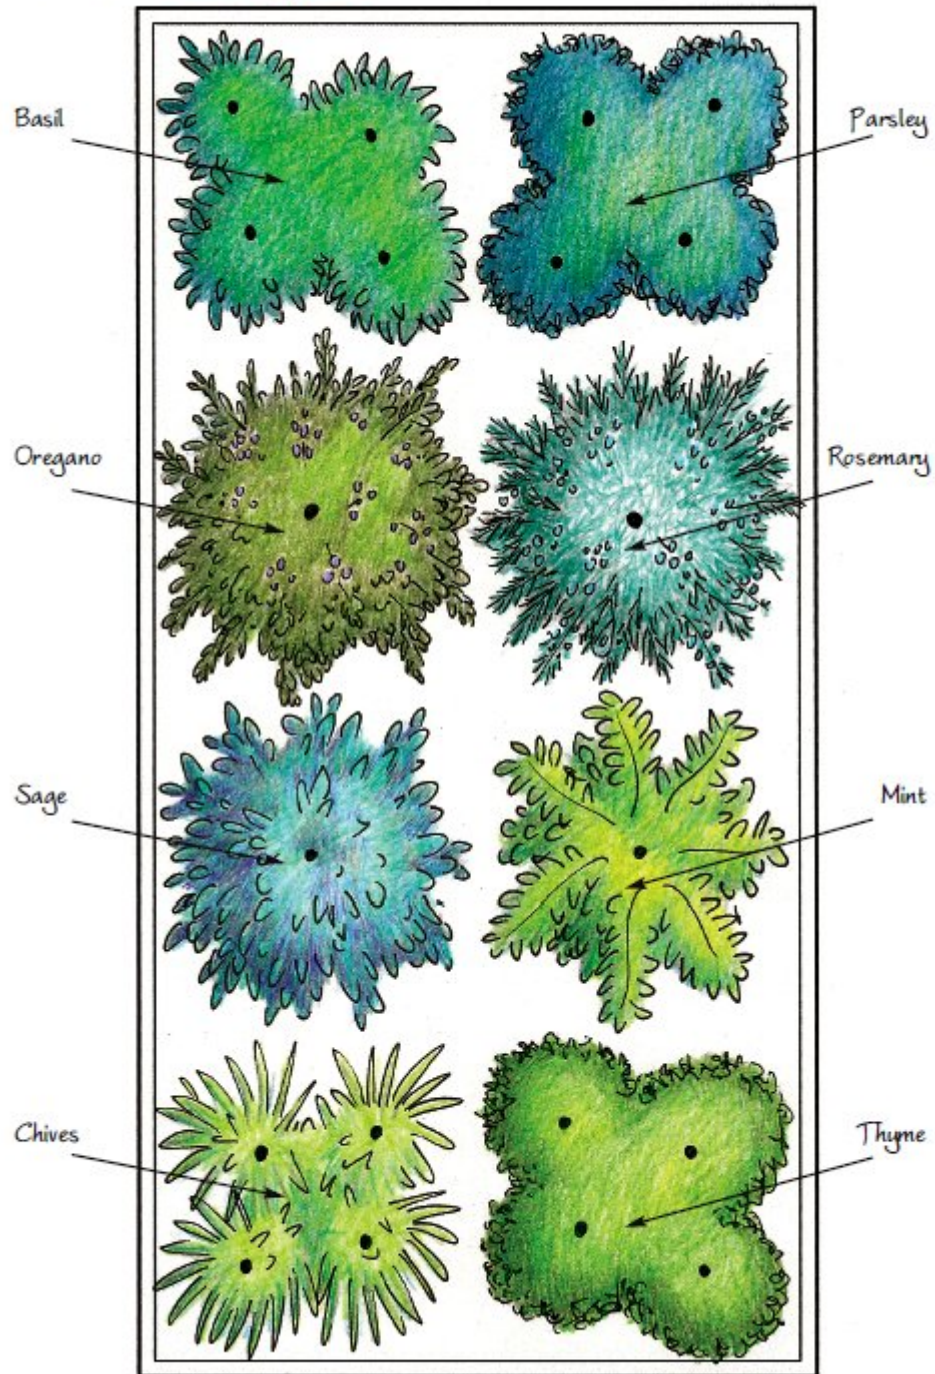 Basil
Parsley
Oregano
Rosemary
Sage
Mint
Chives
Thyme